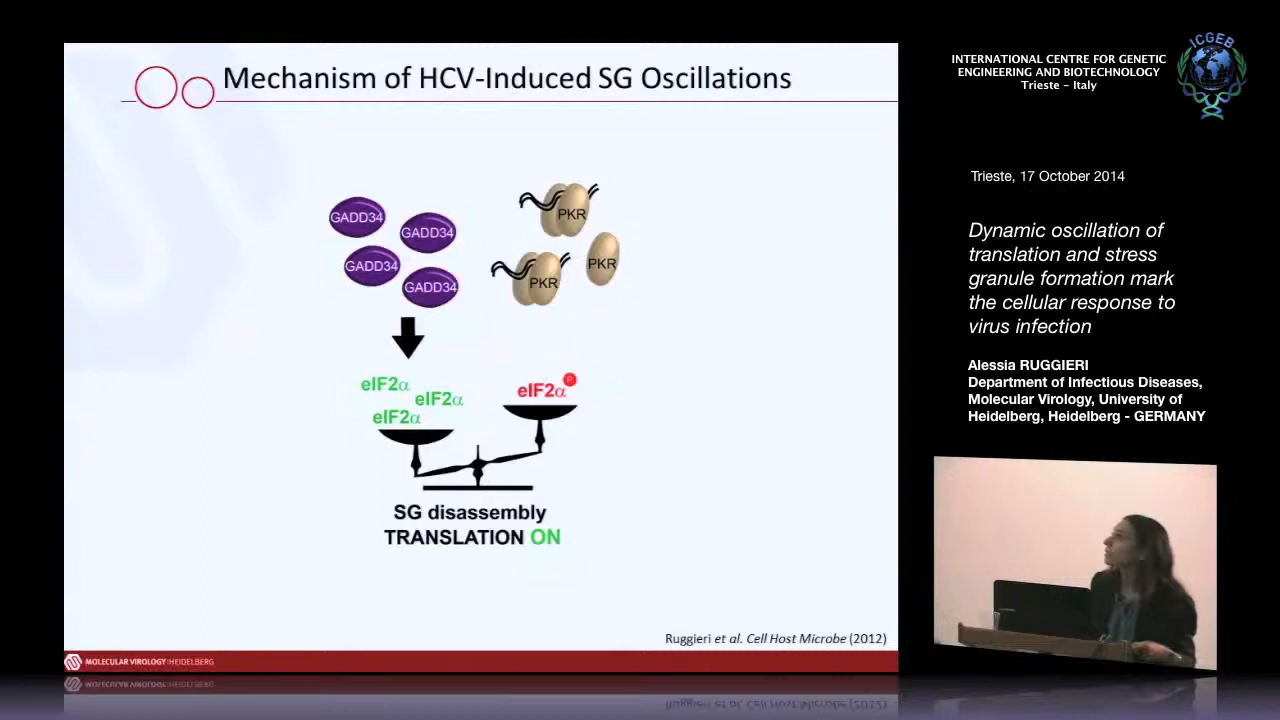 Mechanism of HCV-Induced SG Oscillations
GADD34
GADD34
GADD34
GADD34
PKR
PKR
PKR
eIF2α
eIF2α
eIF2α
eIF2α
P
SG disassembly
TRANSLATION ON
Ruggieri et al. Cell Host Microbe (2012)
MOLECULAR VIROLOGY HEIDELBERG
INTERNATIONAL CENTRE FOR GENETIC
ENGINEERING AND BIOTECHNOLOGY
Trieste - Italy
ICGEB
Trieste, 17 October 2014
Dynamic oscillation of
translation and stress
granule formation mark
the cellular response to
virus infection
Alessia RUGGIERI
Department of Infectious Diseases,
Molecular Virology, University of
Heidelberg, Heidelberg - GERMANY